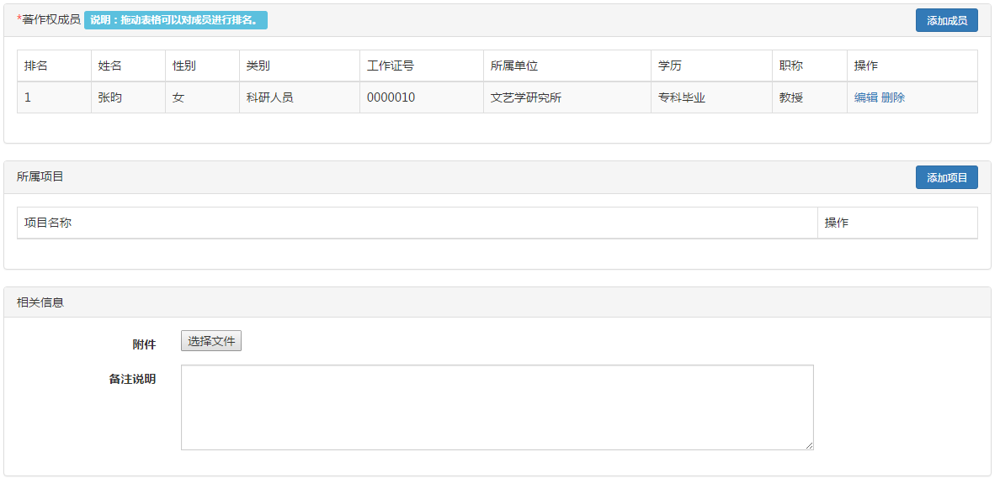 *著作权成员 说明：拖动表格可以对成员进行排名。 添加成员
排名 姓名 性别 类别 工作证号 所属单位 学历 职称 操作
1 张昀 女 科研人员 0000010 文艺学研究所 专科毕业 教授 编辑 删除
所属项目 添加项目
项目名称 操作
相关信息
附件 选择文件
备注说明